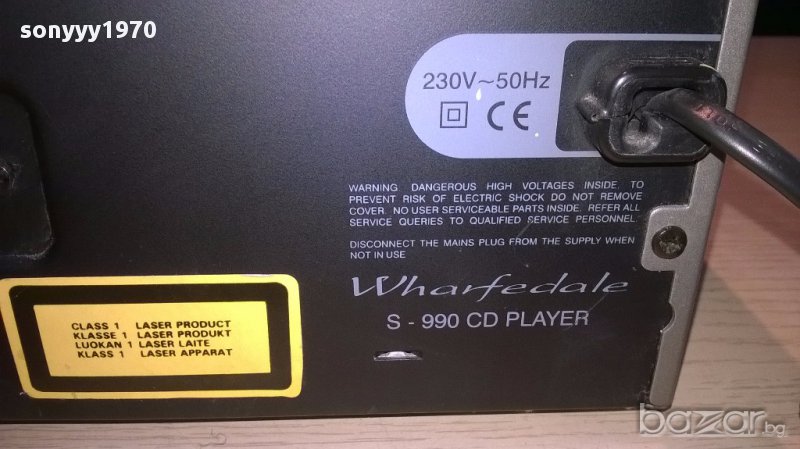 sonyyy1970
230V~50Hz
CE
WARNING DANGEROUS HIGH VOLTAGES INSIDE, TO
PREVENT RISK OF ELECTRIC SHOCK DO NOT REMOVE
COVER. NO USER SERVICEABLE PARTS INSIDE. REFER ALL
SERVICE QUERIES TO QUALIFIED SERVICE PERSONNEL.
DISCONNECT THE MAINS PLUG FROM THE SUPPLY WHEN
NOT IN USE
Wharfedale
S - 990 CD PLAYER
CLASS 1 LASER PRODUCT
KLASSE 1 LASER PRODUKT
LUOKAN 1 LASER LAITE
KLASS 1 LASER APPARAT
bazar.bg